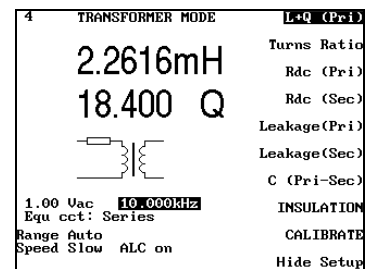 4 TRANSFORMER MODE L+Q (Pri)
Turns Ratio
2.2616mH
Rdc (Pri)
18.400 Q
Rdc (Sec)
Leakage(Pri)
Leakage(Sec)
C (Pri-Sec)
1.00 Vac 10.000kHz INSULATION
Equ cct: Series
Range Auto CALIBRATE
Speed Slow ALC on
Hide Setup